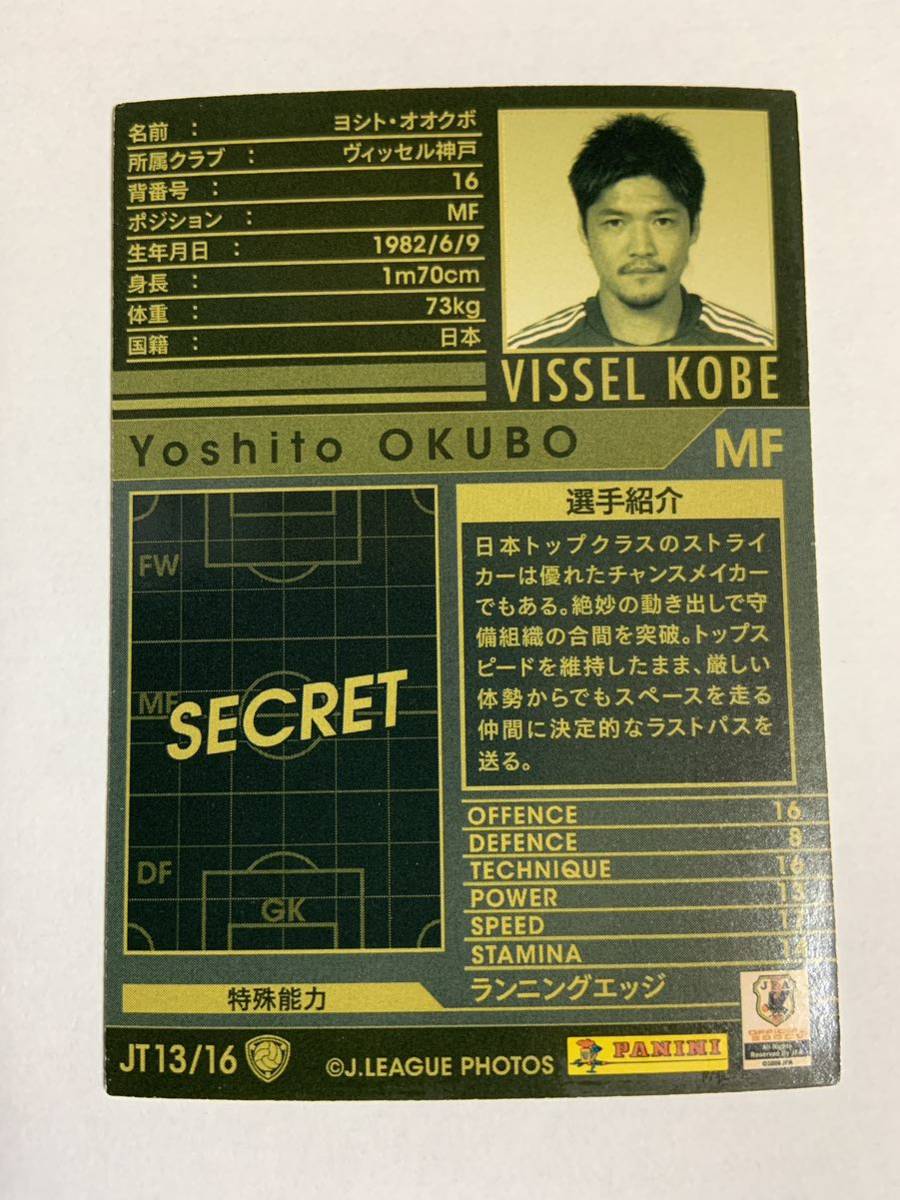 名前 : ヨシト・オオクボ
所属クラブ : ヴィッセル神戸
背番号 : 16
ポジション : MF
生年月日 : 1982/6/9
身長 : 1m70cm
体重 : 73kg
国籍 : 日本
VISSEL KOBE
Yoshito OKUBO
MF
FW
MF
SECRET
DF
GK
選手紹介
日本トップクラスのストライ
カーは優れたチャンスメイカー
でもある。絶妙の動き出しで守
備組織の合間を突破。トップス
ピードを維持したまま、厳しい
体勢からでもスペースを走る
仲間に決定的なラストパスを
送る。
OFFENCE 16
DEFENCE 8
TECHNIQUE 16
POWER 13
SPEED 17
STAMINA
特殊能力
ランニングエッジ
JT13/16
©J.LEAGUE PHOTOS
PANINI
JFA
All Rights
Reserved By JFA